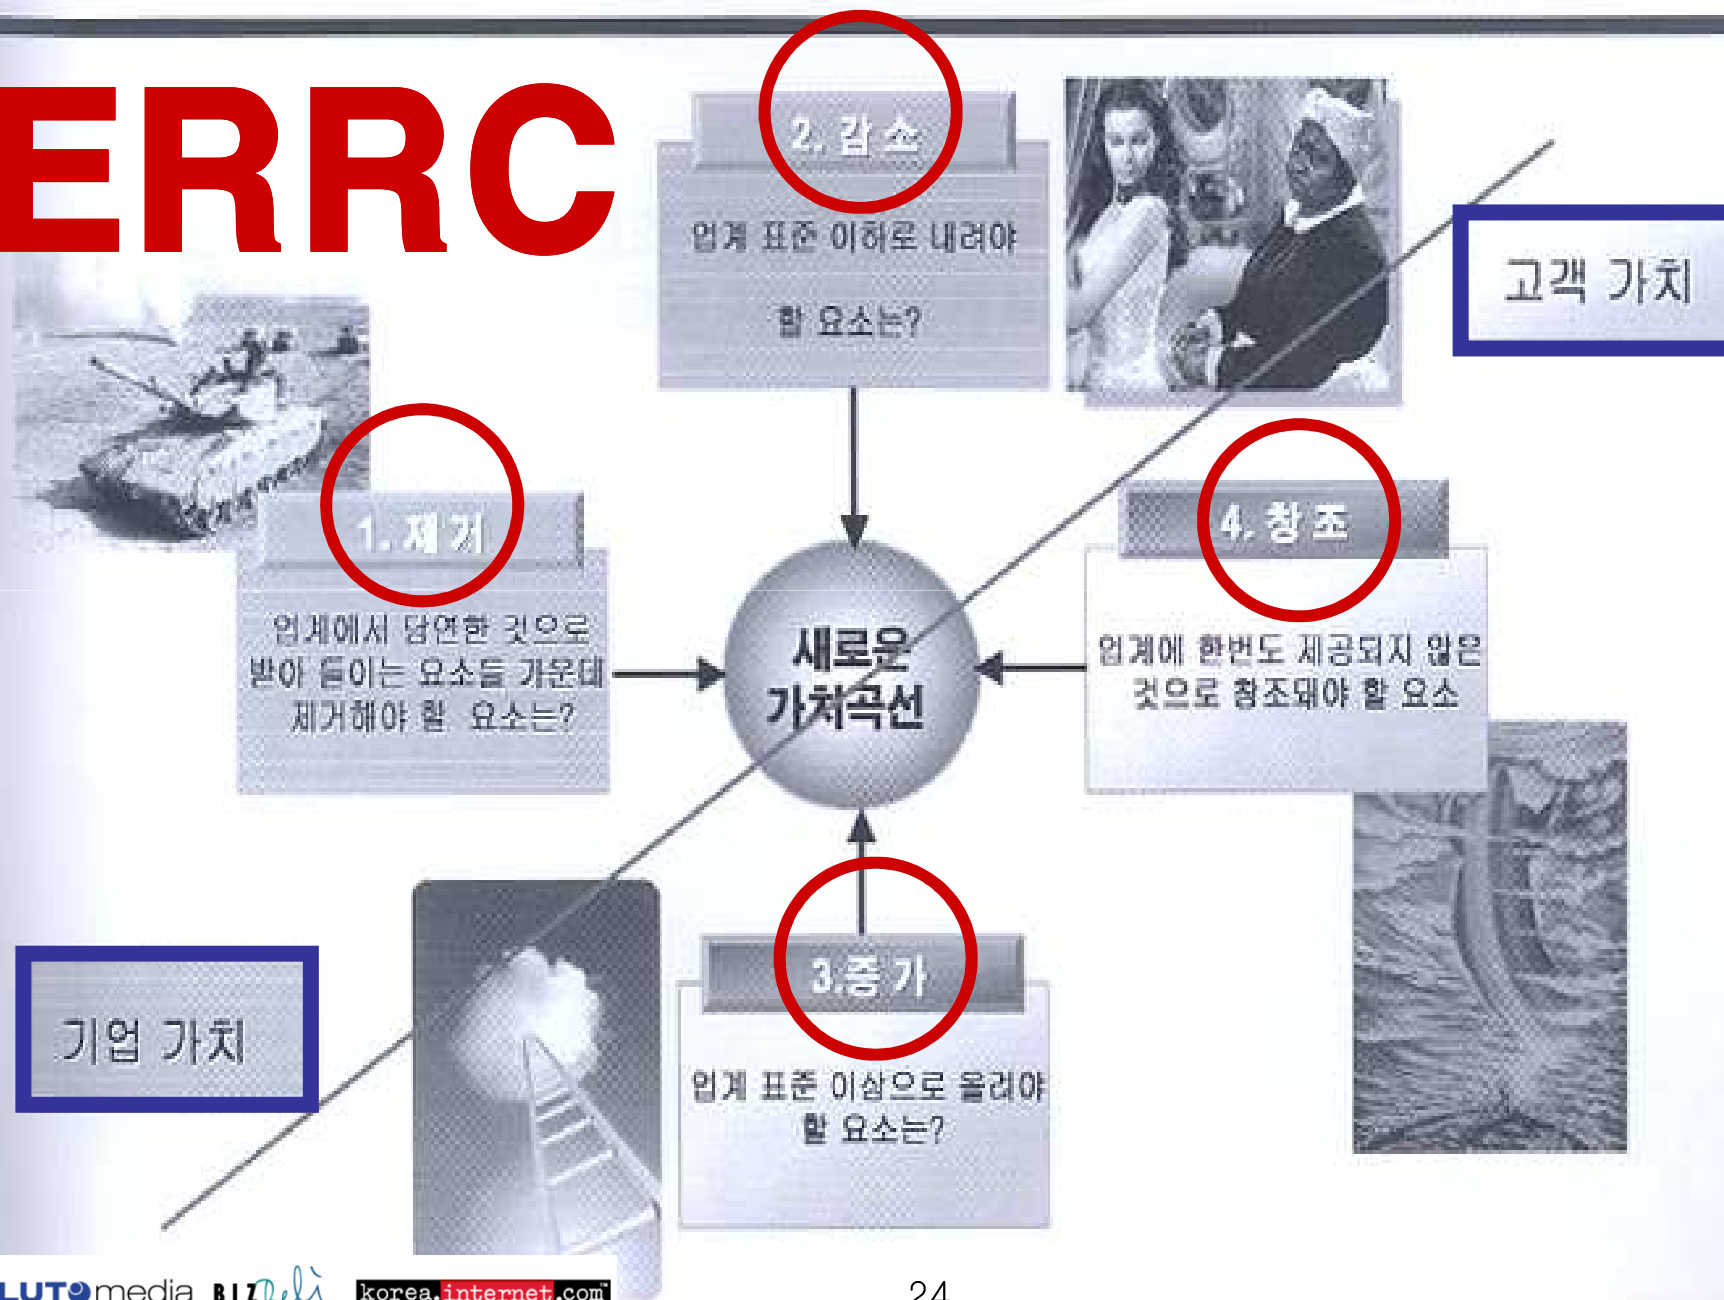 ERRC
2. 감 소
업계 표준 이하로 내려야
할 요소는?
고객 가치
1. 제 거
업계에서 당연한 것으로
받아 들이는 요소들 가운데
제거해야 할 요소는?
4. 창 조
업계에 한번도 제공되지 않은
것으로 창조돼야 할 요소
새로운
가치곡선
3.증 가
업계 표준 이상으로 올려야
할 요소는?
기업 가치
LUTOmedia BIZdeli korea.internet.com
24